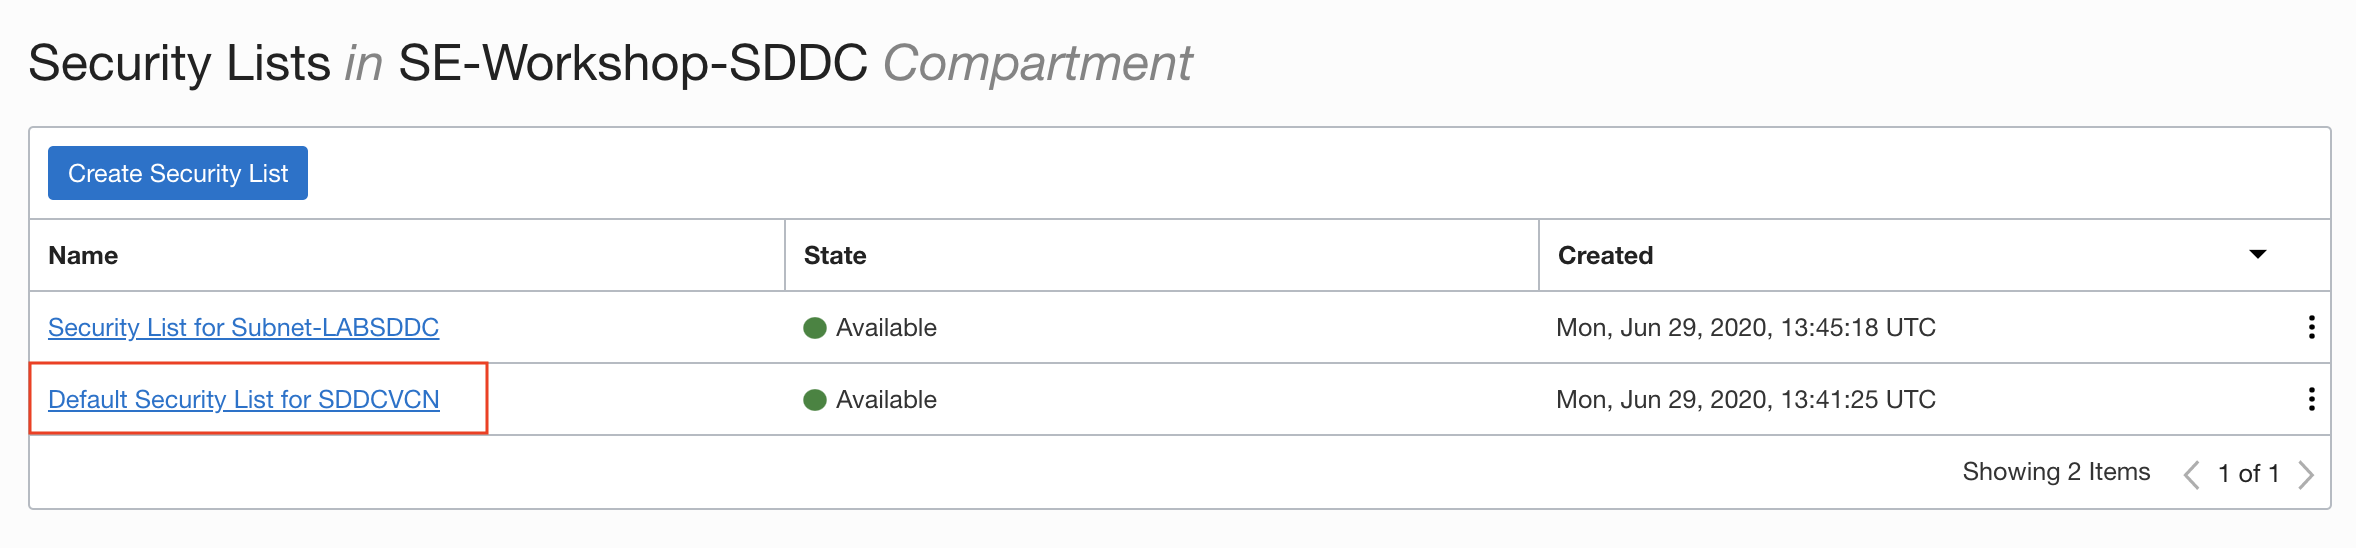 Security Lists in SE-Workshop-SDDC Compartment
Create Security List
Name State Created
Security List for Subnet-LABSDDC Available Mon, Jun 29, 2020, 13:45:18 UTC
Default Security List for SDDCVCN Available Mon, Jun 29, 2020, 13:41:25 UTC
Showing 2 Items 1 of 1